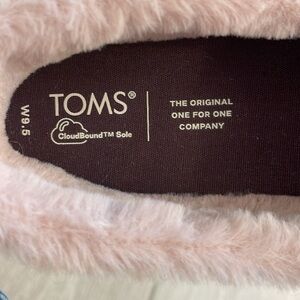 TOMS®
CloudBound™ Sole
THE ORIGINAL
ONE FOR ONE
COMPANY
W9.5